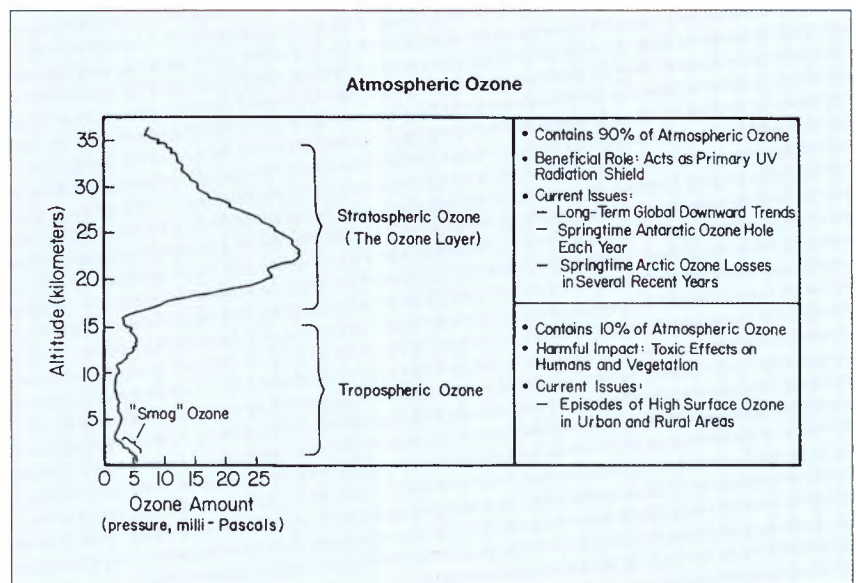 Atmospheric Ozone
35
30
25
20
15
10
5
Altitude (kilometers)
0 5 10 15 20 25
Ozone Amount
(pressure, milli-Pascals)
"Smog" Ozone
Stratospheric Ozone
(The Ozone Layer)
Tropospheric Ozone
• Contains 90% of Atmospheric Ozone
• Beneficial Role: Acts as Primary UV
Radiation Shield
• Current Issues:
— Long-Term Global Downward Trends
— Springtime Antarctic Ozone Hole
Each Year
— Springtime Arctic Ozone Losses
in Several Recent Years
• Contains 10% of Atmospheric Ozone
• Harmful Impact: Toxic Effects on
Humans and Vegetation
• Current Issues:
— Episodes of High Surface Ozone
in Urban and Rural Areas